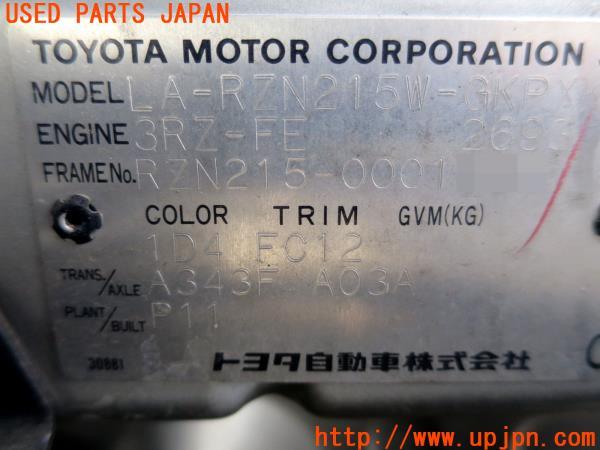 USED PARTS JAPAN
TOYOTA MOTOR CORPORATION
MODEL LA-RZN215W-GKPX
ENGINE 3RZ-FE 2693
FRAME No. RZN215-0001
COLOR TRIM GVM(KG)
1D4 FC12
TRANS./AXLE A343F A03A
PLANT/BUILT P11
30881
トヨタ自動車株式会社
http://www.upjpn.com/